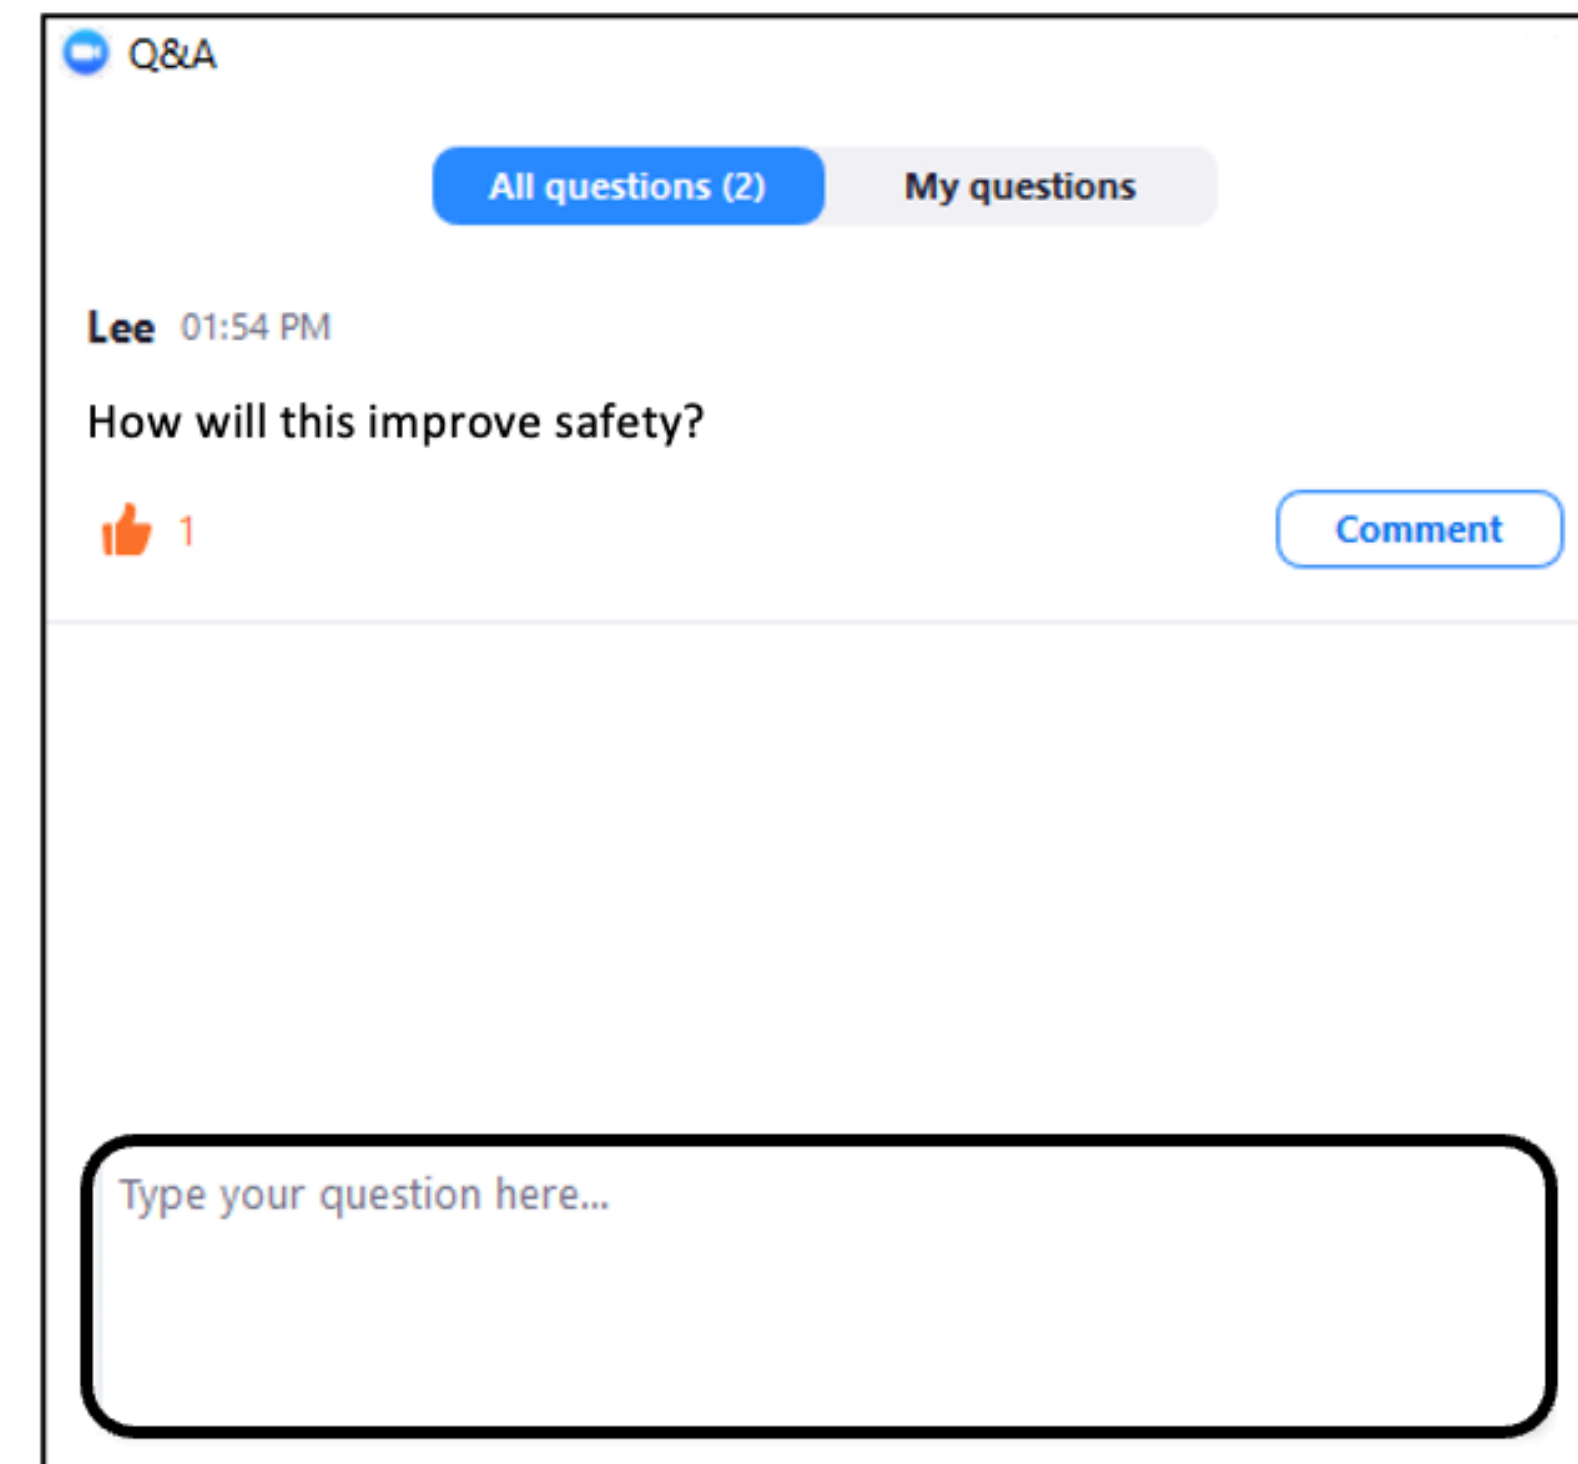 Q&A
All questions (2) My questions
Lee 01:54 PM
How will this improve safety?
1 Comment
Type your question here...